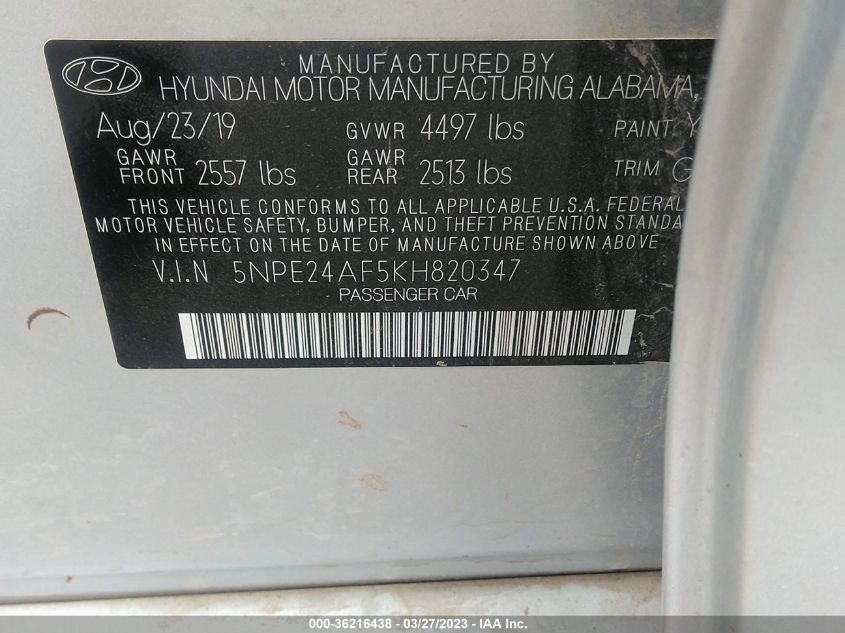 MANUFACTURED BY
HYUNDAI MOTOR MANUFACTURING ALABAMA,
Aug/23/19 GVWR 4497 lbs PAINT Y
GAWR FRONT 2557 lbs GAWR REAR 2513 lbs TRIM G
THIS VEHICLE CONFORMS TO ALL APPLICABLE U.S.A. FEDERAL
MOTOR VEHICLE SAFETY, BUMPER, AND THEFT PREVENTION STANDA
IN EFFECT ON THE DATE OF MANUFACTURE SHOWN ABOVE
V.I.N 5NPE24AF5KH820347
PASSENGER CAR
000-36216438 - 03/27/2023 - © IAA Inc.